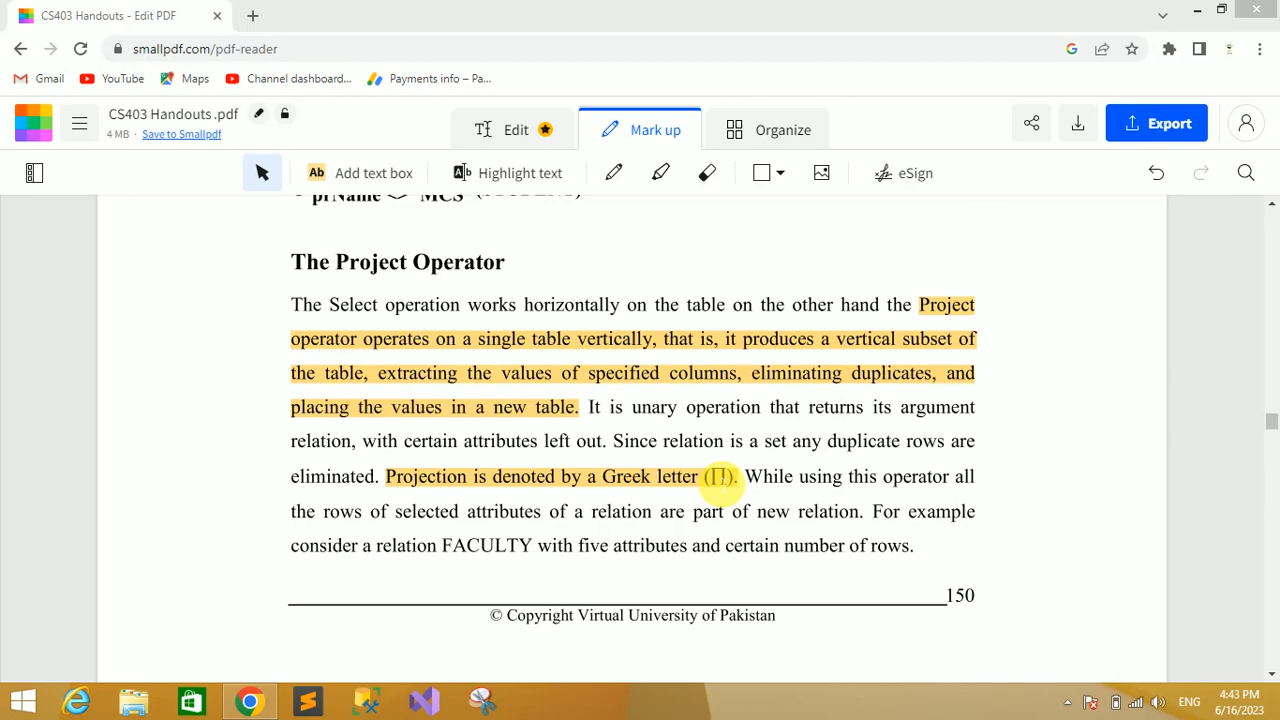 CS403 Handouts - Edit PDF
smallpdf.com/pdf-reader
Gmail YouTube Maps Channel dashboard... Payments info – Pa...
CS403 Handouts .pdf
4 MB Save to Smallpdf
Edit Mark up Organize Export
Ab Add text box Highlight text eSign
The Project Operator
The Select operation works horizontally on the table on the other hand the Project
operator operates on a single table vertically, that is, it produces a vertical subset of
the table, extracting the values of specified columns, eliminating duplicates, and
placing the values in a new table. It is unary operation that returns its argument
relation, with certain attributes left out. Since relation is a set any duplicate rows are
eliminated. Projection is denoted by a Greek letter (∏). While using this operator all
the rows of selected attributes of a relation are part of new relation. For example
consider a relation FACULTY with five attributes and certain number of rows.
150
© Copyright Virtual University of Pakistan
ENG
4:43 PM
6/16/2023